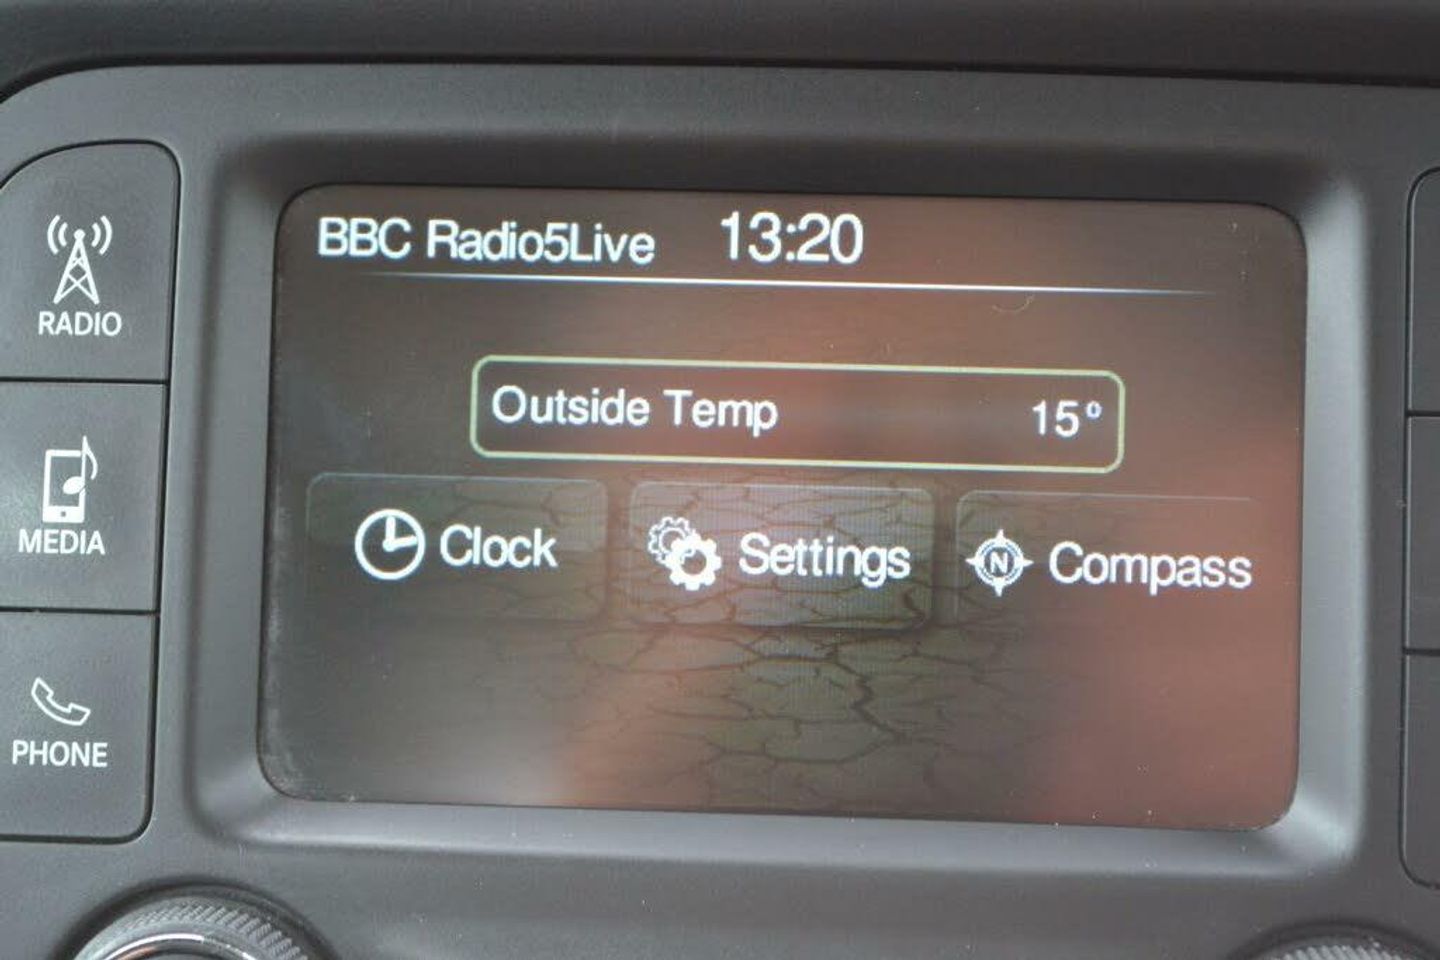 BBC Radio5Live 13:20
RADIO
Outside Temp 15°
MEDIA
Clock
Settings
N
Compass
PHONE